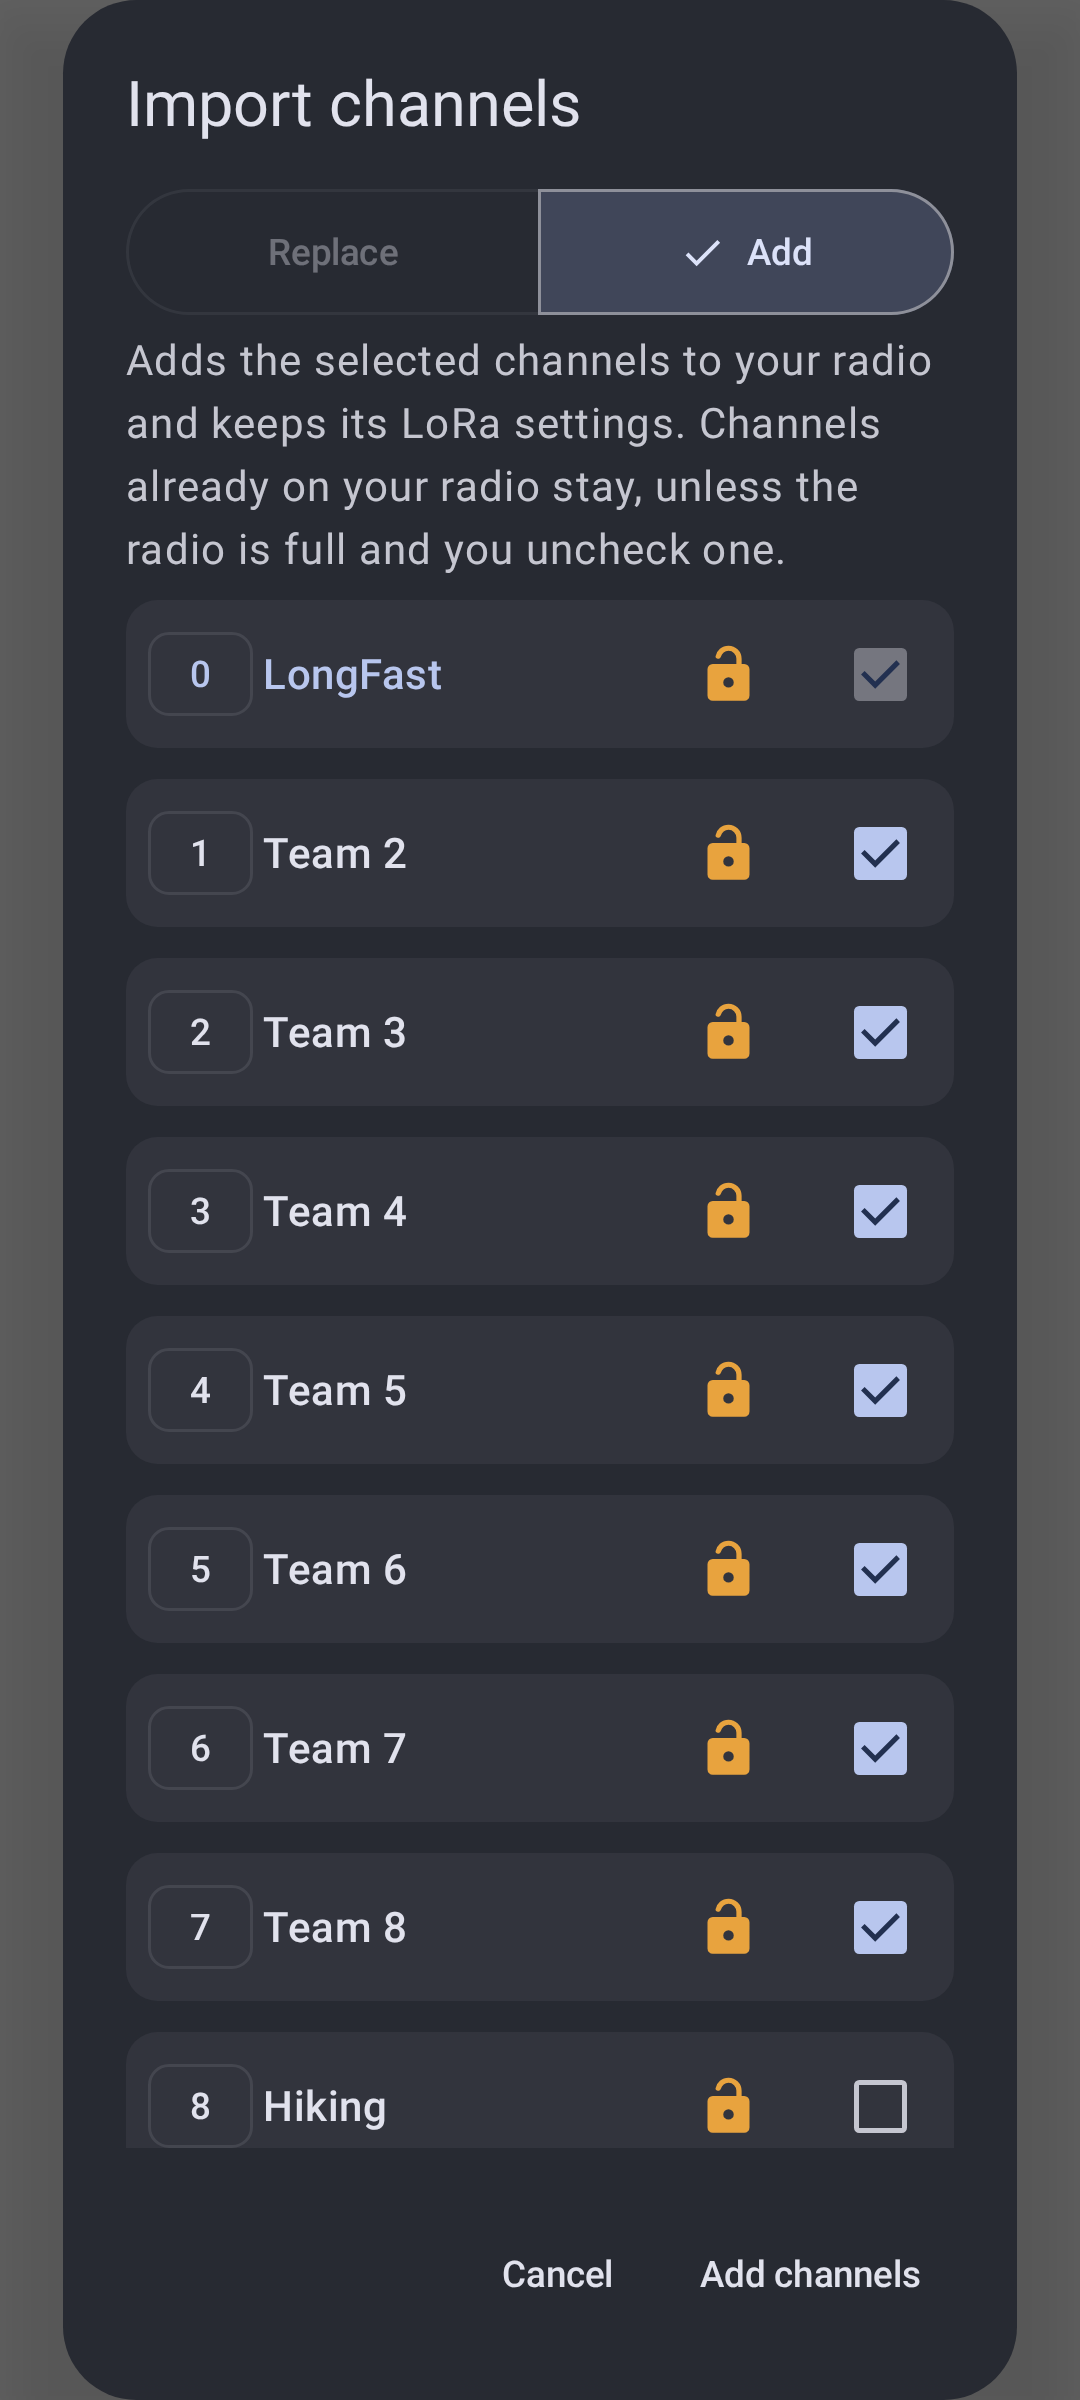 Import channels
Replace
Add
Adds the selected channels to your radio
and keeps its LoRa settings. Channels
already on your radio stay, unless the
radio is full and you uncheck one.
0 LongFast
1 Team 2
2 Team 3
3 Team 4
4 Team 5
5 Team 6
6 Team 7
7 Team 8
8 Hiking
Cancel Add channels